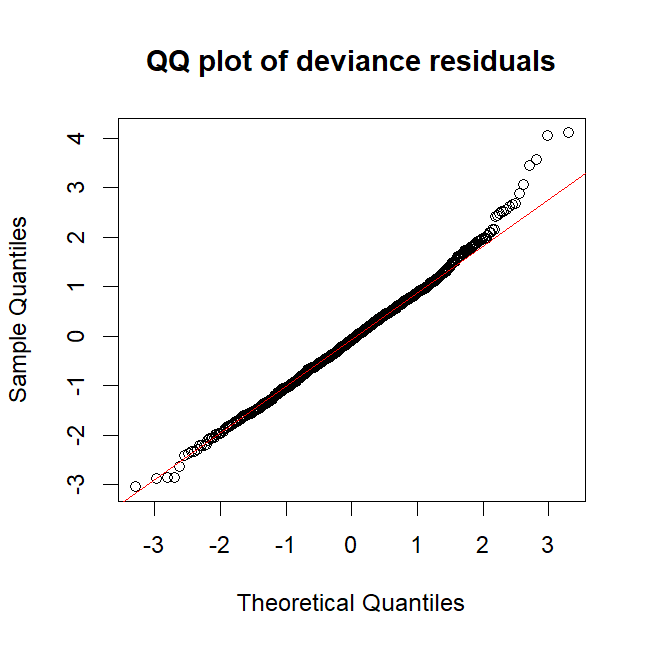 QQ plot of deviance residuals
4
3
2
1
0
-1
-2
-3
Sample Quantiles
-3 -2 -1 0 1 2 3
Theoretical Quantiles